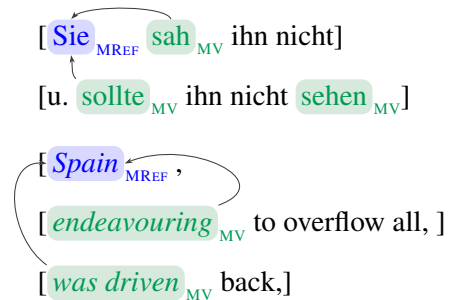 [ Sie MREF sah MV ihn nicht]
[u. sollte MV ihn nicht sehen MV]
[ Spain MREF ,
[ endeavouring MV to overflow all, ]
[ was driven MV back,]